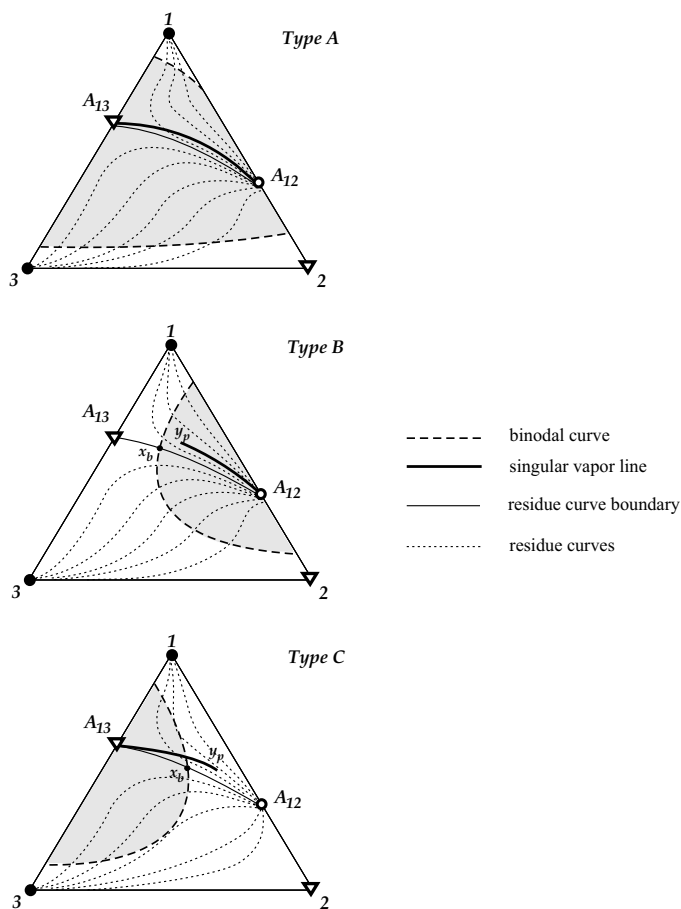 1
Type A
A13
A12
3
2
1
Type B
A13
yp
xb
A12
3
2
binodal curve
singular vapor line
residue curve boundary
residue curves
1
Type C
A13
yp
xb
A12
3
2